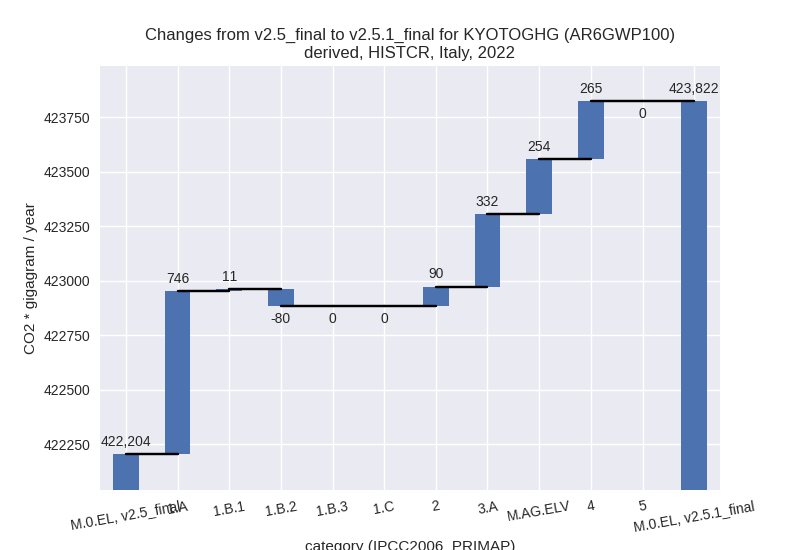 Changes from v2.5_final to v2.5.1_final for KYOTOGHG (AR6GWP100)
derived, HISTCR, Italy, 2022
CO2 * gigagram / year
423750
423500
423250
423000
422750
422500
422250
422,204
746
11
-80
0
0
90
332
254
265
0
423,822
M.0.EL, v2.5_final
1.A
1.B.1
1.B.2
1.B.3
1.C
2
3.A
M.AG.ELV
4
5
M.0.EL, v2.5.1_final
category (IPCC2006_PRIMAP)